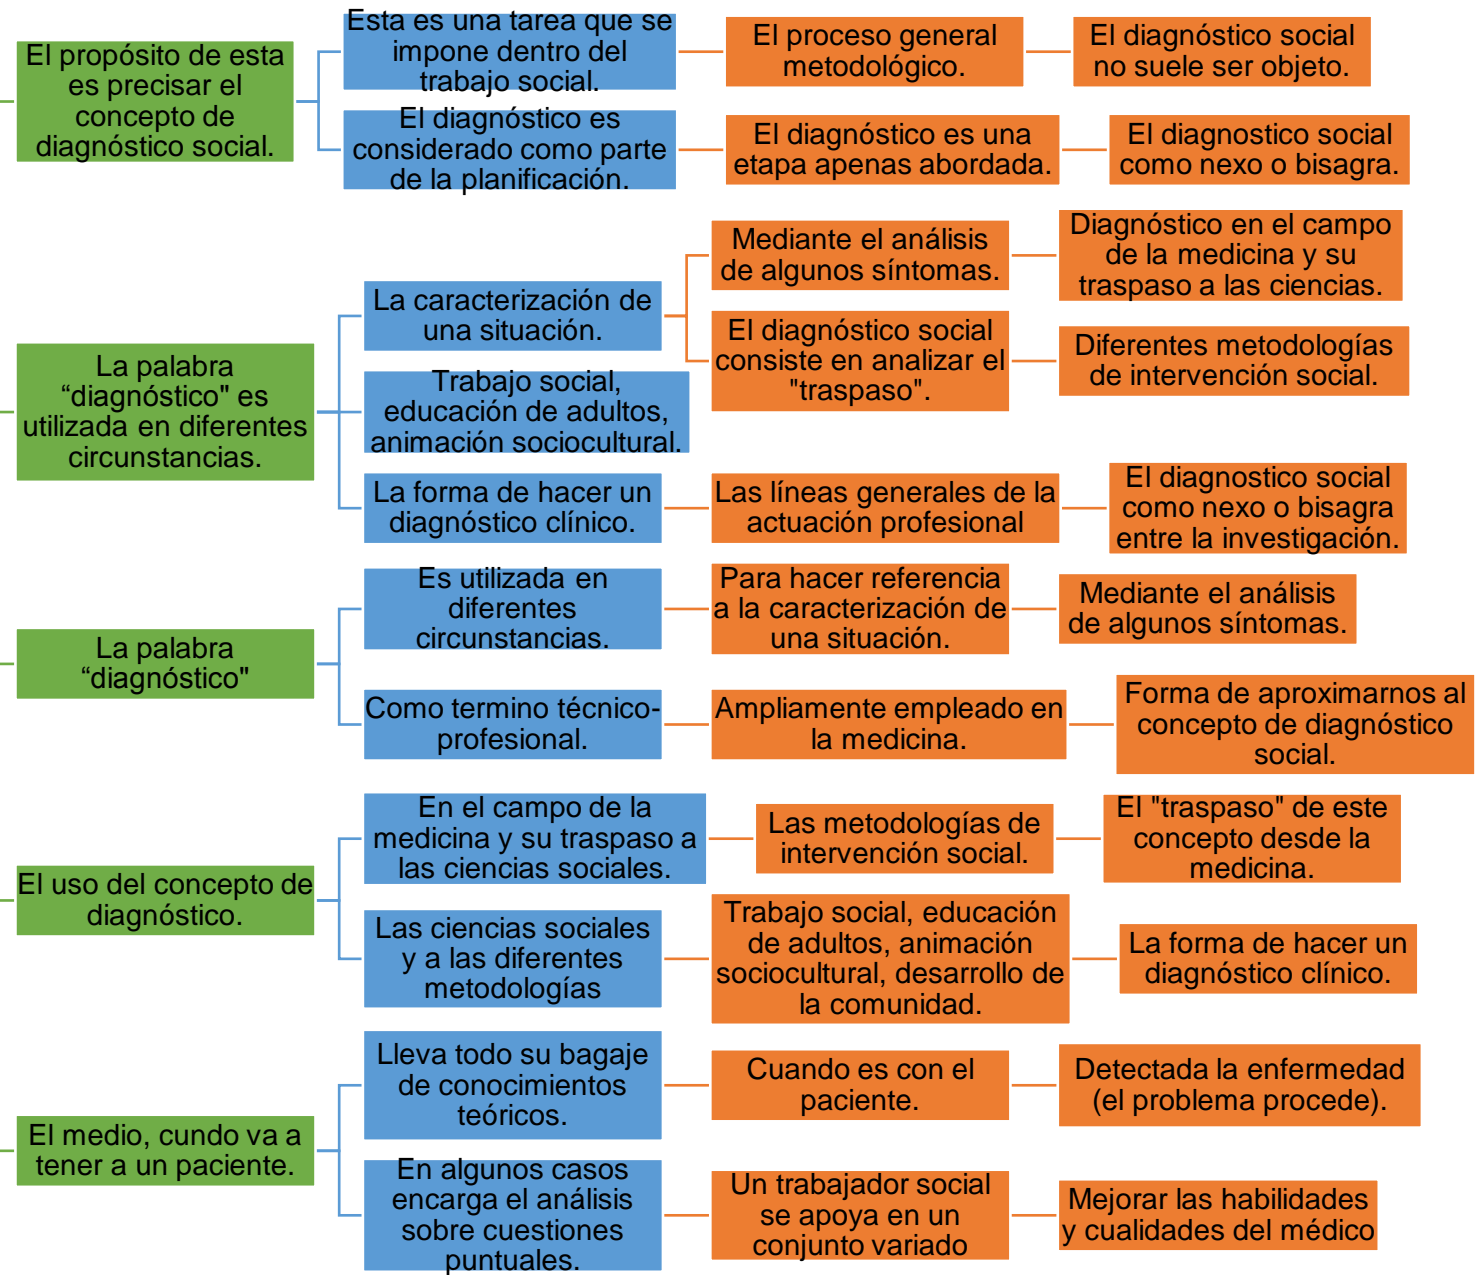 El propósito de esta
es precisar el
concepto de
diagnóstico social.
Esta es una tarea que se
impone dentro del
trabajo social.
El proceso general
metodológico.
El diagnóstico social
no suele ser objeto.
El diagnóstico es
considerado como parte
de la planificación.
El diagnóstico es una
etapa apenas abordada.
El diagnostico social
como nexo o bisagra.
La palabra
“diagnóstico" es
utilizada en diferentes
circunstancias.
La caracterización de
una situación.
Mediante el análisis
de algunos síntomas.
Diagnóstico en el campo
de la medicina y su
traspaso a las ciencias.
El diagnóstico social
consiste en analizar el
"traspaso".
Diferentes metodologías
de intervención social.
Trabajo social,
educación de adultos,
animación sociocultural.
La forma de hacer un
diagnóstico clínico.
Las líneas generales de la
actuación profesional
El diagnostico social
como nexo o bisagra
entre la investigación.
La palabra
“diagnóstico"
Es utilizada en
diferentes
circunstancias.
Para hacer referencia
a la caracterización de
una situación.
Mediante el análisis
de algunos síntomas.
Como termino técnico-
profesional.
Ampliamente empleado en
la medicina.
Forma de aproximarnos al
concepto de diagnóstico
social.
El uso del concepto de
diagnóstico.
En el campo de la
medicina y su traspaso a
las ciencias sociales.
Las metodologías de
intervención social.
El "traspaso" de este
concepto desde la
medicina.
Las ciencias sociales
y a las diferentes
metodologías
Trabajo social, educación
de adultos, animación
sociocultural, desarrollo de
la comunidad.
La forma de hacer un
diagnóstico clínico.
El medio, cundo va a
tener a un paciente.
Lleva todo su bagaje
de conocimientos
teóricos.
Cuando es con el
paciente.
Detectada la enfermedad
(el problema procede).
En algunos casos
encarga el análisis
sobre cuestiones
puntuales.
Un trabajador social
se apoya en un
conjunto variado
Mejorar las habilidades
y cualidades del médico